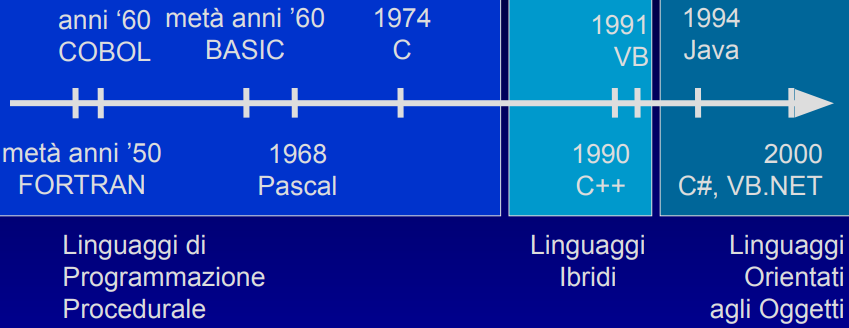 anni ’60
COBOL
metà anni ’60
BASIC
1974
C
1991
VB
1994
Java
metà anni ’50
FORTRAN
1968
Pascal
1990
C++
2000
C#, VB.NET
Linguaggi di
Programmazione
Procedurale
Linguaggi
Ibridi
Linguaggi
Orientati
agli Oggetti